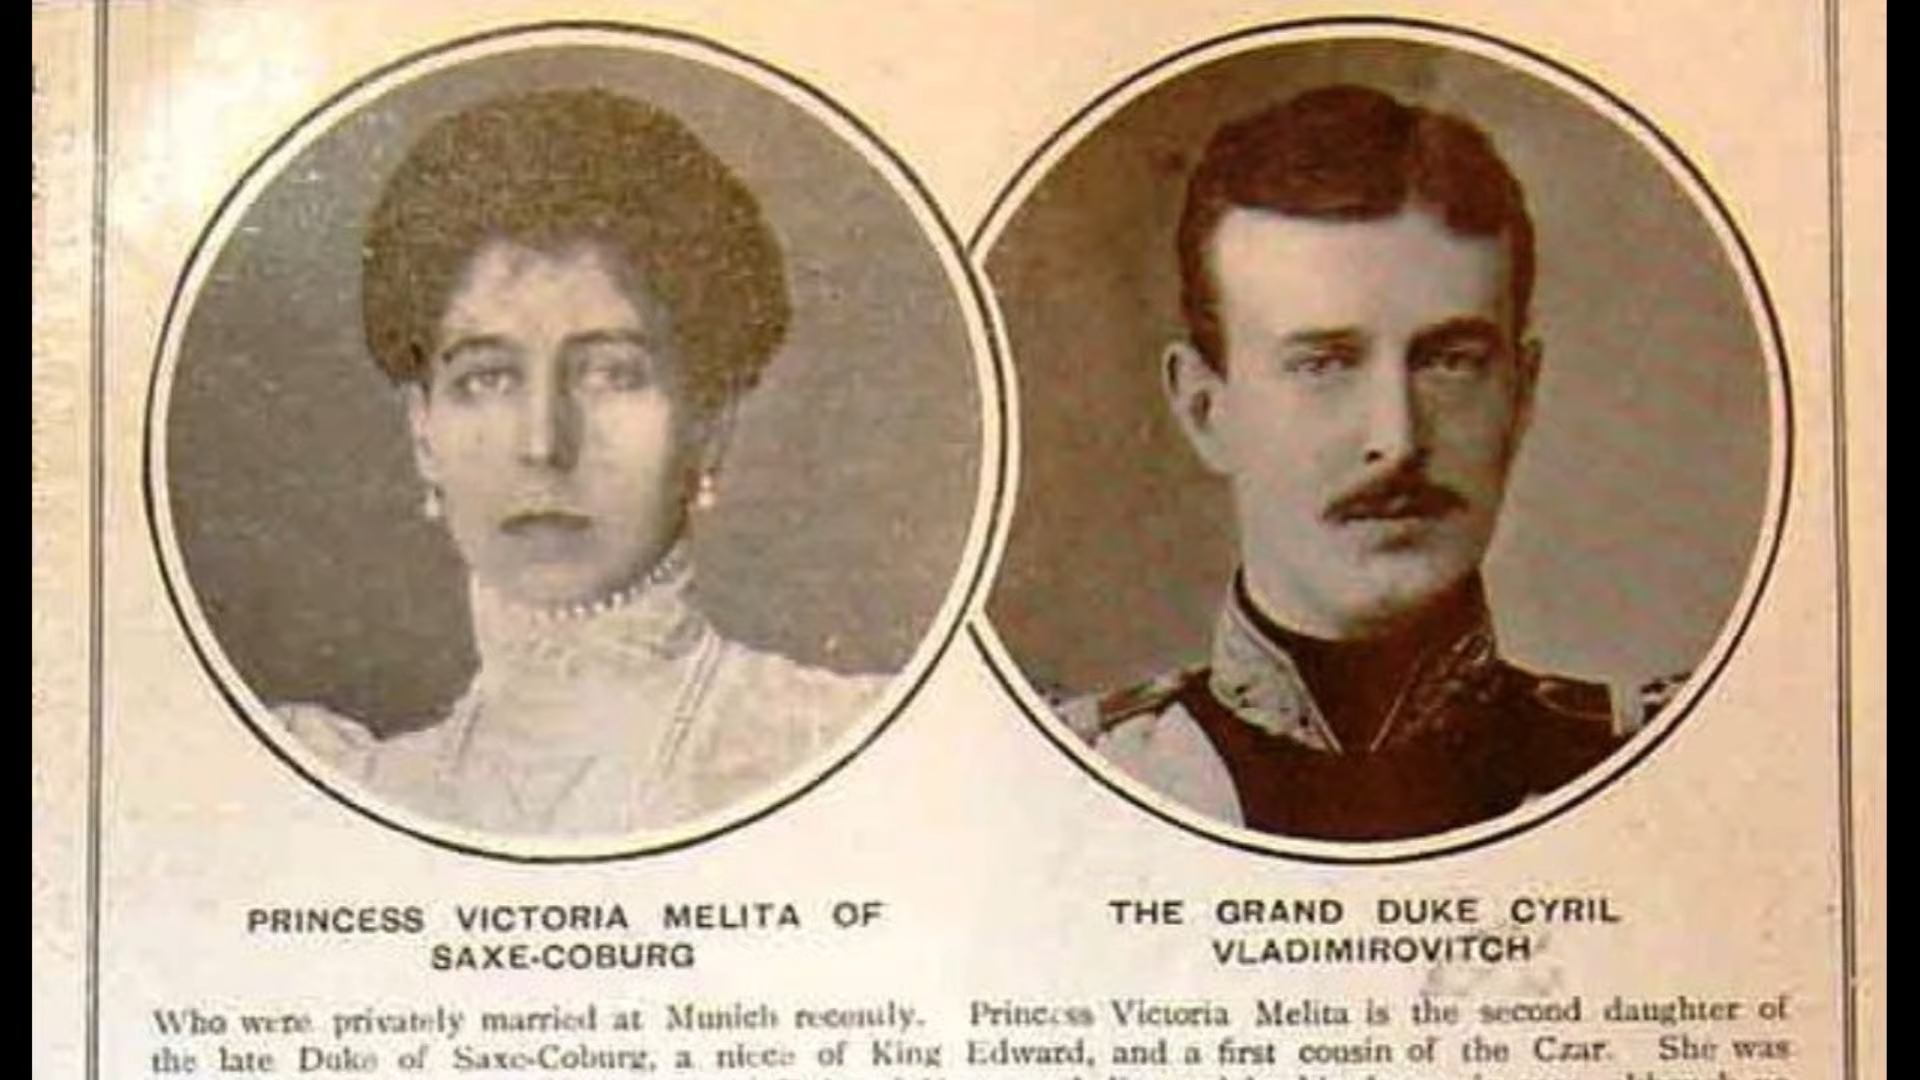 PRINCESS VICTORIA MELITA OF
SAXE-COBURG
THE GRAND DUKE CYRIL
VLADIMIROVITCH
Who were privately married at Munich recently. Princess Victoria Melita is the second daughter of
the late Duke of Saxe-Coburg, a niece of King Edward, and a first cousin of the Czar. She was